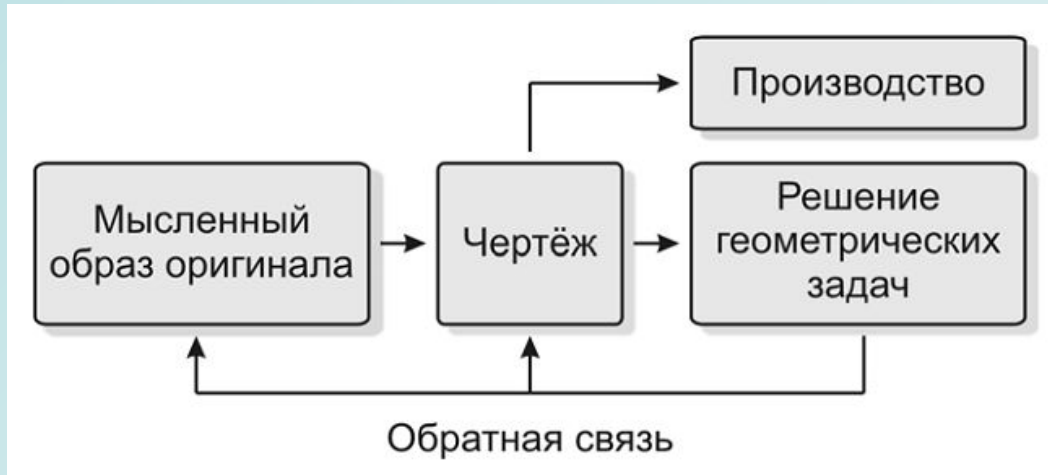 Производство
Мысленный
образ оригинала
Чертёж
Решение
геометрических
задач
Обратная связь